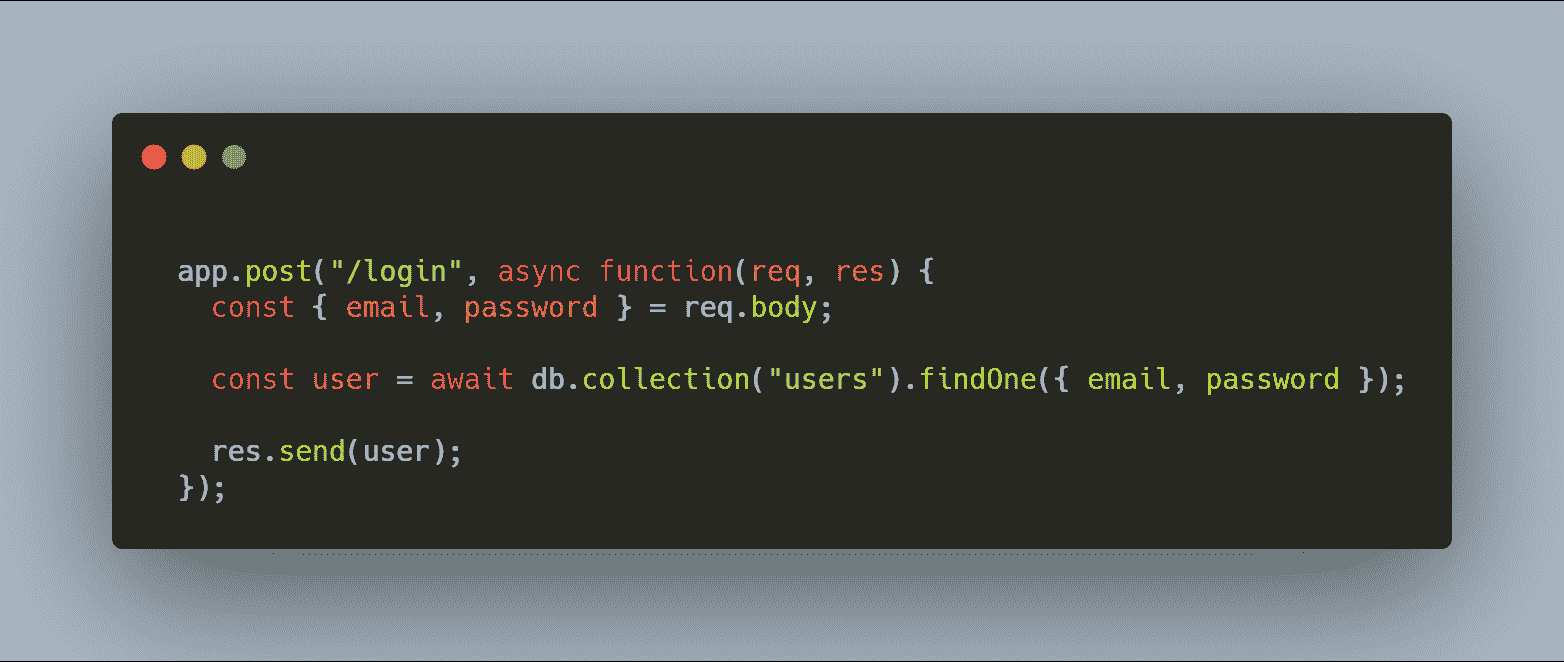 app.post("/login", async function(req, res) {
  const { email, password } = req.body;
  const user = await db.collection("users").findOne({ email, password });
  res.send(user);
});